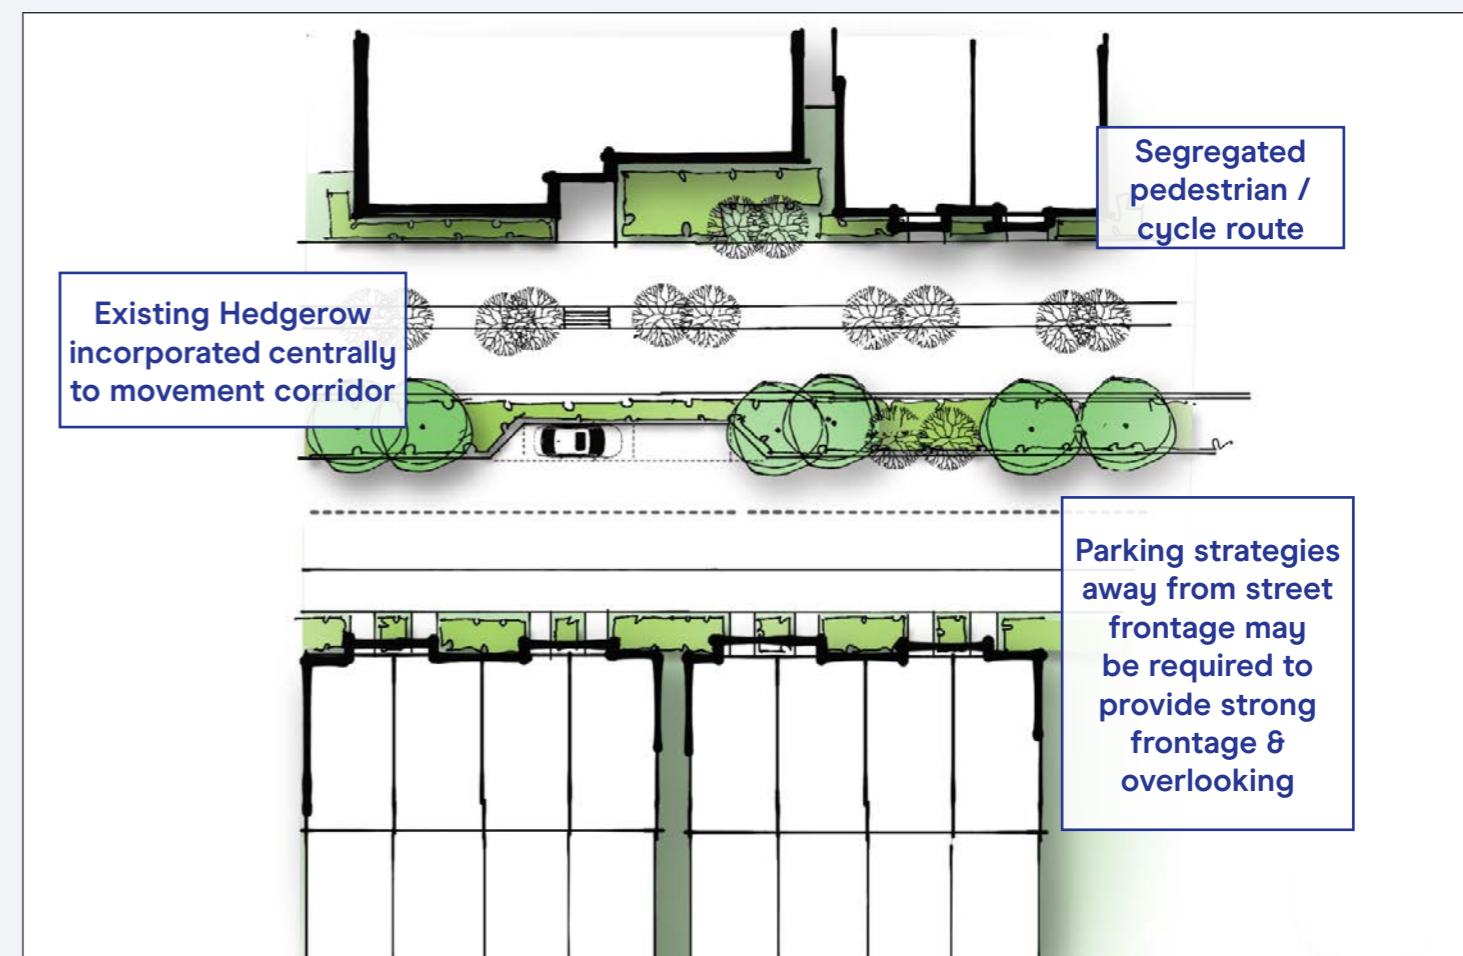 Segregated
pedestrian /
cycle route
Existing Hedgerow
incorporated centrally
to movement corridor
Parking strategies
away from street
frontage may
be required to
provide strong
frontage &
overlooking